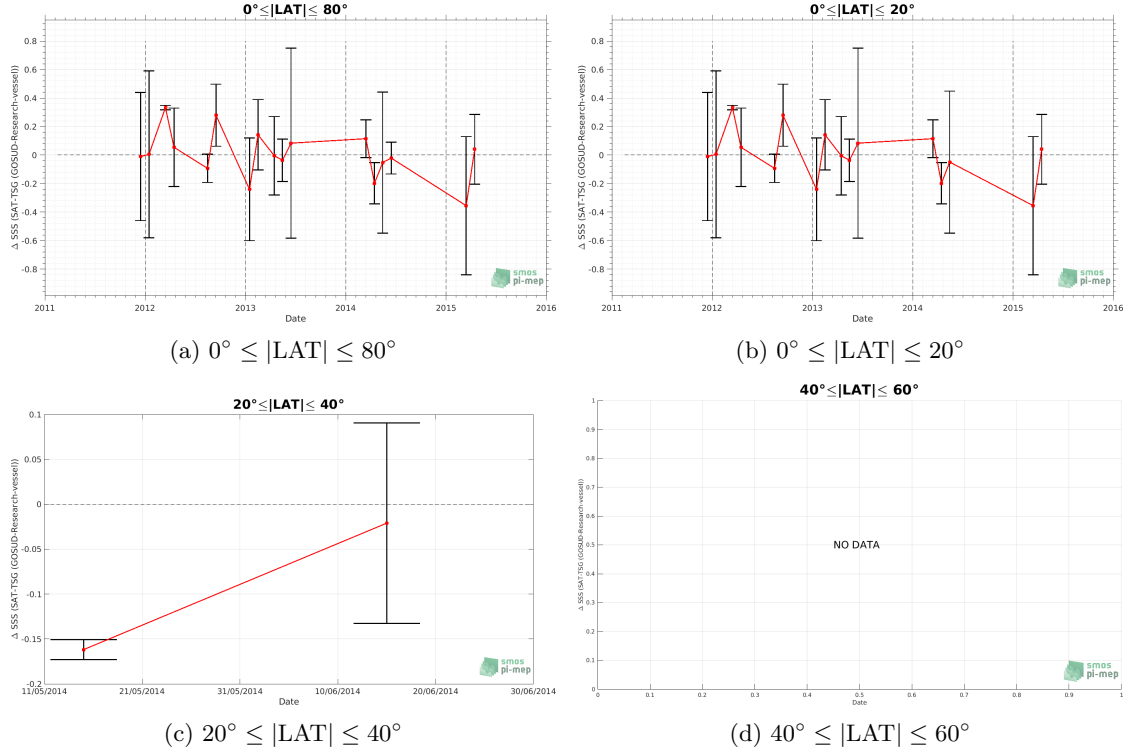 0°≤|LAT|≤ 80°
Δ SSS (SAT-TSG (GOSUD-Research-vessel))
0.8
0.6
0.4
0.2
0
-0.2
-0.4
-0.6
-0.8
2011 2012 2013 2014 2015 2016
Date
smos
pi-mep
(a) 0° ≤ |LAT| ≤ 80°
0°≤|LAT|≤ 20°
Δ SSS (SAT-TSG (GOSUD-Research-vessel))
0.8
0.6
0.4
0.2
0
-0.2
-0.4
-0.6
-0.8
2011 2012 2013 2014 2015 2016
Date
smos
pi-mep
(b) 0° ≤ |LAT| ≤ 20°
20°≤|LAT|≤ 40°
Δ SSS (SAT-TSG (GOSUD-Research-vessel))
0.1
0.05
0
-0.05
-0.1
-0.15
-0.2
11/05/2014 21/05/2014 31/05/2014 10/06/2014 20/06/2014 30/06/2014
Date
smos
pi-mep
(c) 20° ≤ |LAT| ≤ 40°
40°≤|LAT|≤ 60°
Δ SSS (SAT-TSG (GOSUD-Research-vessel))
1
0.9
0.8
0.7
0.6
0.5
0.4
0.3
0.2
0.1
0
NO DATA
0 0.1 0.2 0.3 0.4 0.5 0.6 0.7 0.8 0.9 1
Date
smos
pi-mep
(d) 40° ≤ |LAT| ≤ 60°